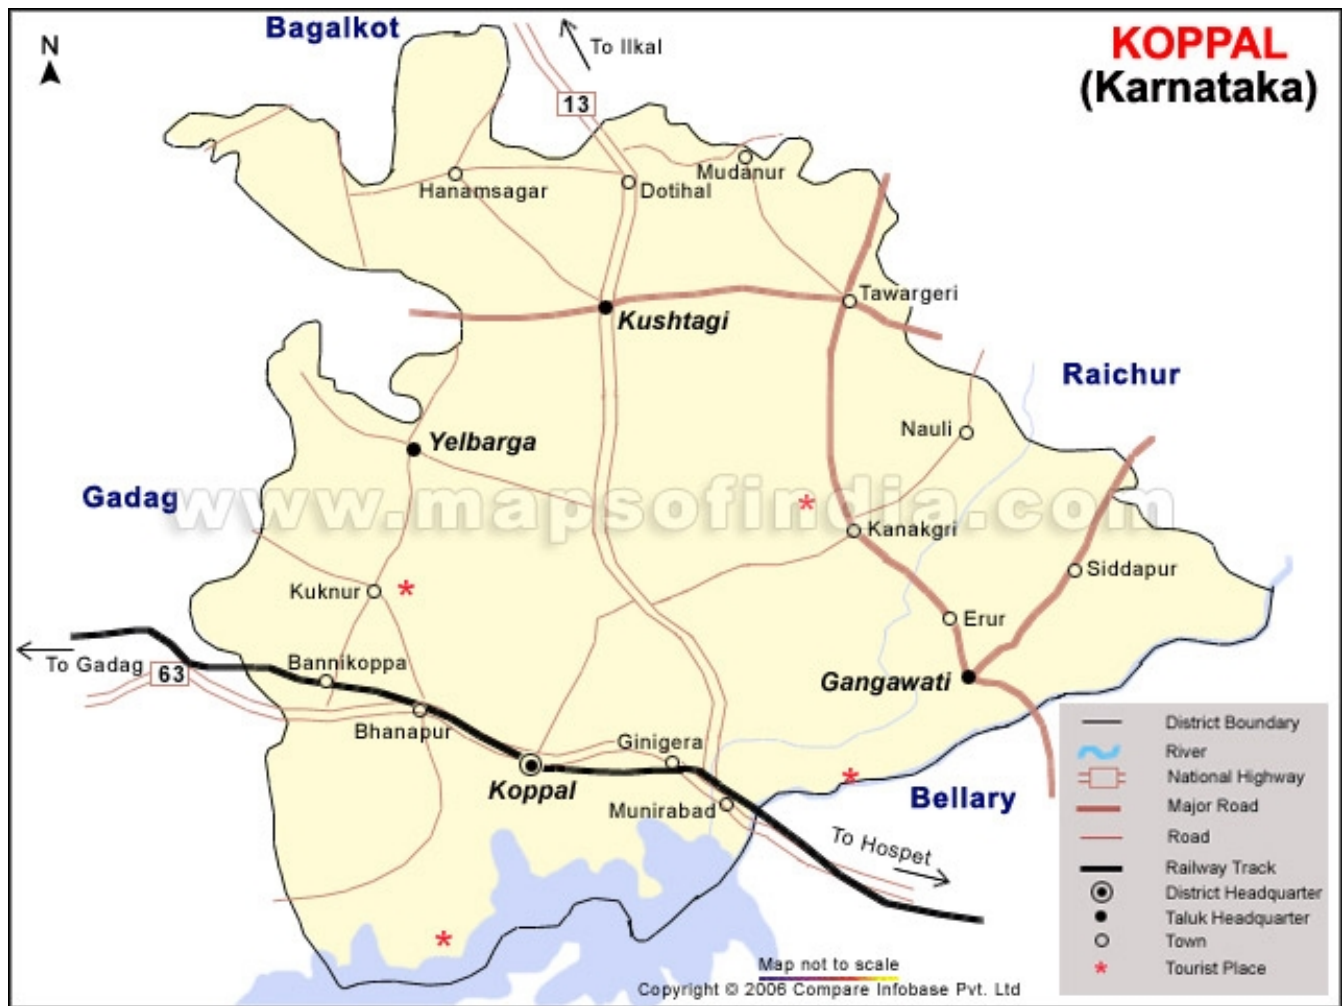 Bagalkot
N
To Ilkal
KOPPAL
(Karnataka)
13
Mudanur
Hanamsagar
Dotihal
Tawargeri
Kushtagi
Raichur
Nauli
Yelbarga
Gadag
www.mapsofindia.com
Kanakgri
Siddapur
Kuknur
Erur
To Gadag
63
Bannikoppa
Gangawati
Bhanapur
Ginigera
Koppal
Munirabad
Bellary
To Hospet
District Boundary
River
National Highway
Major Road
Road
Railway Track
District Headquarter
Taluk Headquarter
Town
Tourist Place
Map not to scale
Copyright © 2006 Compare Infobase Pvt. Ltd